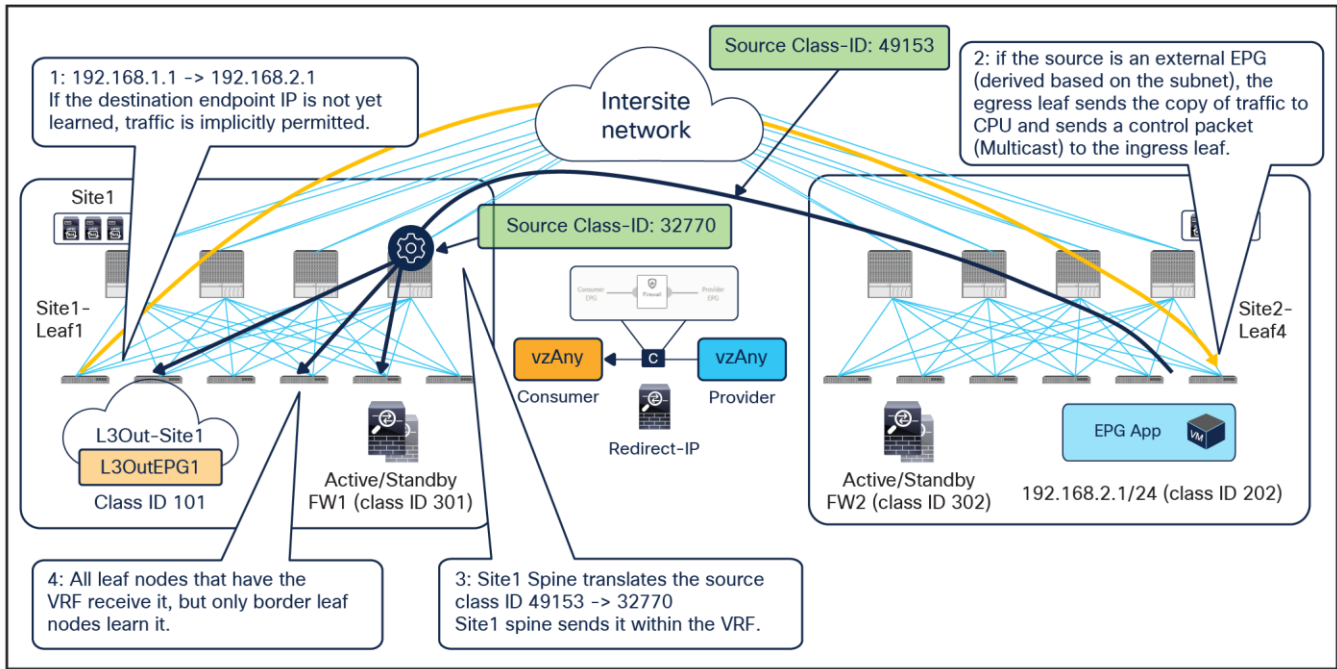 Source Class-ID: 49153
1: 192.168.1.1 -> 192.168.2.1
If the destination endpoint IP is not yet
learned, traffic is implicitly permitted.
Intersite
network
2: if the source is an external EPG
(derived based on the subnet), the
egress leaf sends the copy of traffic to
CPU and sends a control packet
(Multicast) to the ingress leaf.
Site1
Source Class-ID: 32770
Consumer
EPG
Firewall
Provider
EPG
Site1-
Leaf1
Site2-
Leaf4
vzAny
C
vzAny
Consumer
Provider
Redirect-IP
L3Out-Site1
L3OutEPG1
Class ID 101
Active/Standby
FW1 (class ID 301)
Active/Standby
FW2 (class ID 302)
EPG App
VM
192.168.2.1/24 (class ID 202)
4: All leaf nodes that have the
VRF receive it, but only border leaf
nodes learn it.
3: Site1 Spine translates the source
class ID 49153 -> 32770
Site1 spine sends it within the VRF.